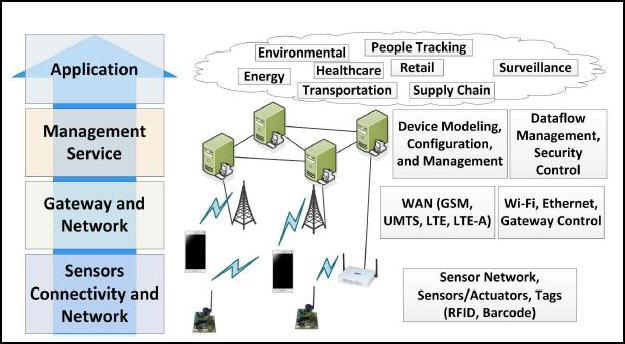 Application
Environmental
People Tracking
Energy
Healthcare
Retail
Surveillance
Transportation
Supply Chain
Management
Service
Device Modeling,
Configuration,
and Management
Dataflow
Management,
Security
Control
Gateway and
Network
WAN (GSM,
UMTS, LTE, LTE-A)
Wi-Fi, Ethernet,
Gateway Control
Sensors
Connectivity and
Network
Sensor Network,
Sensors/Actuators, Tags
(RFID, Barcode)